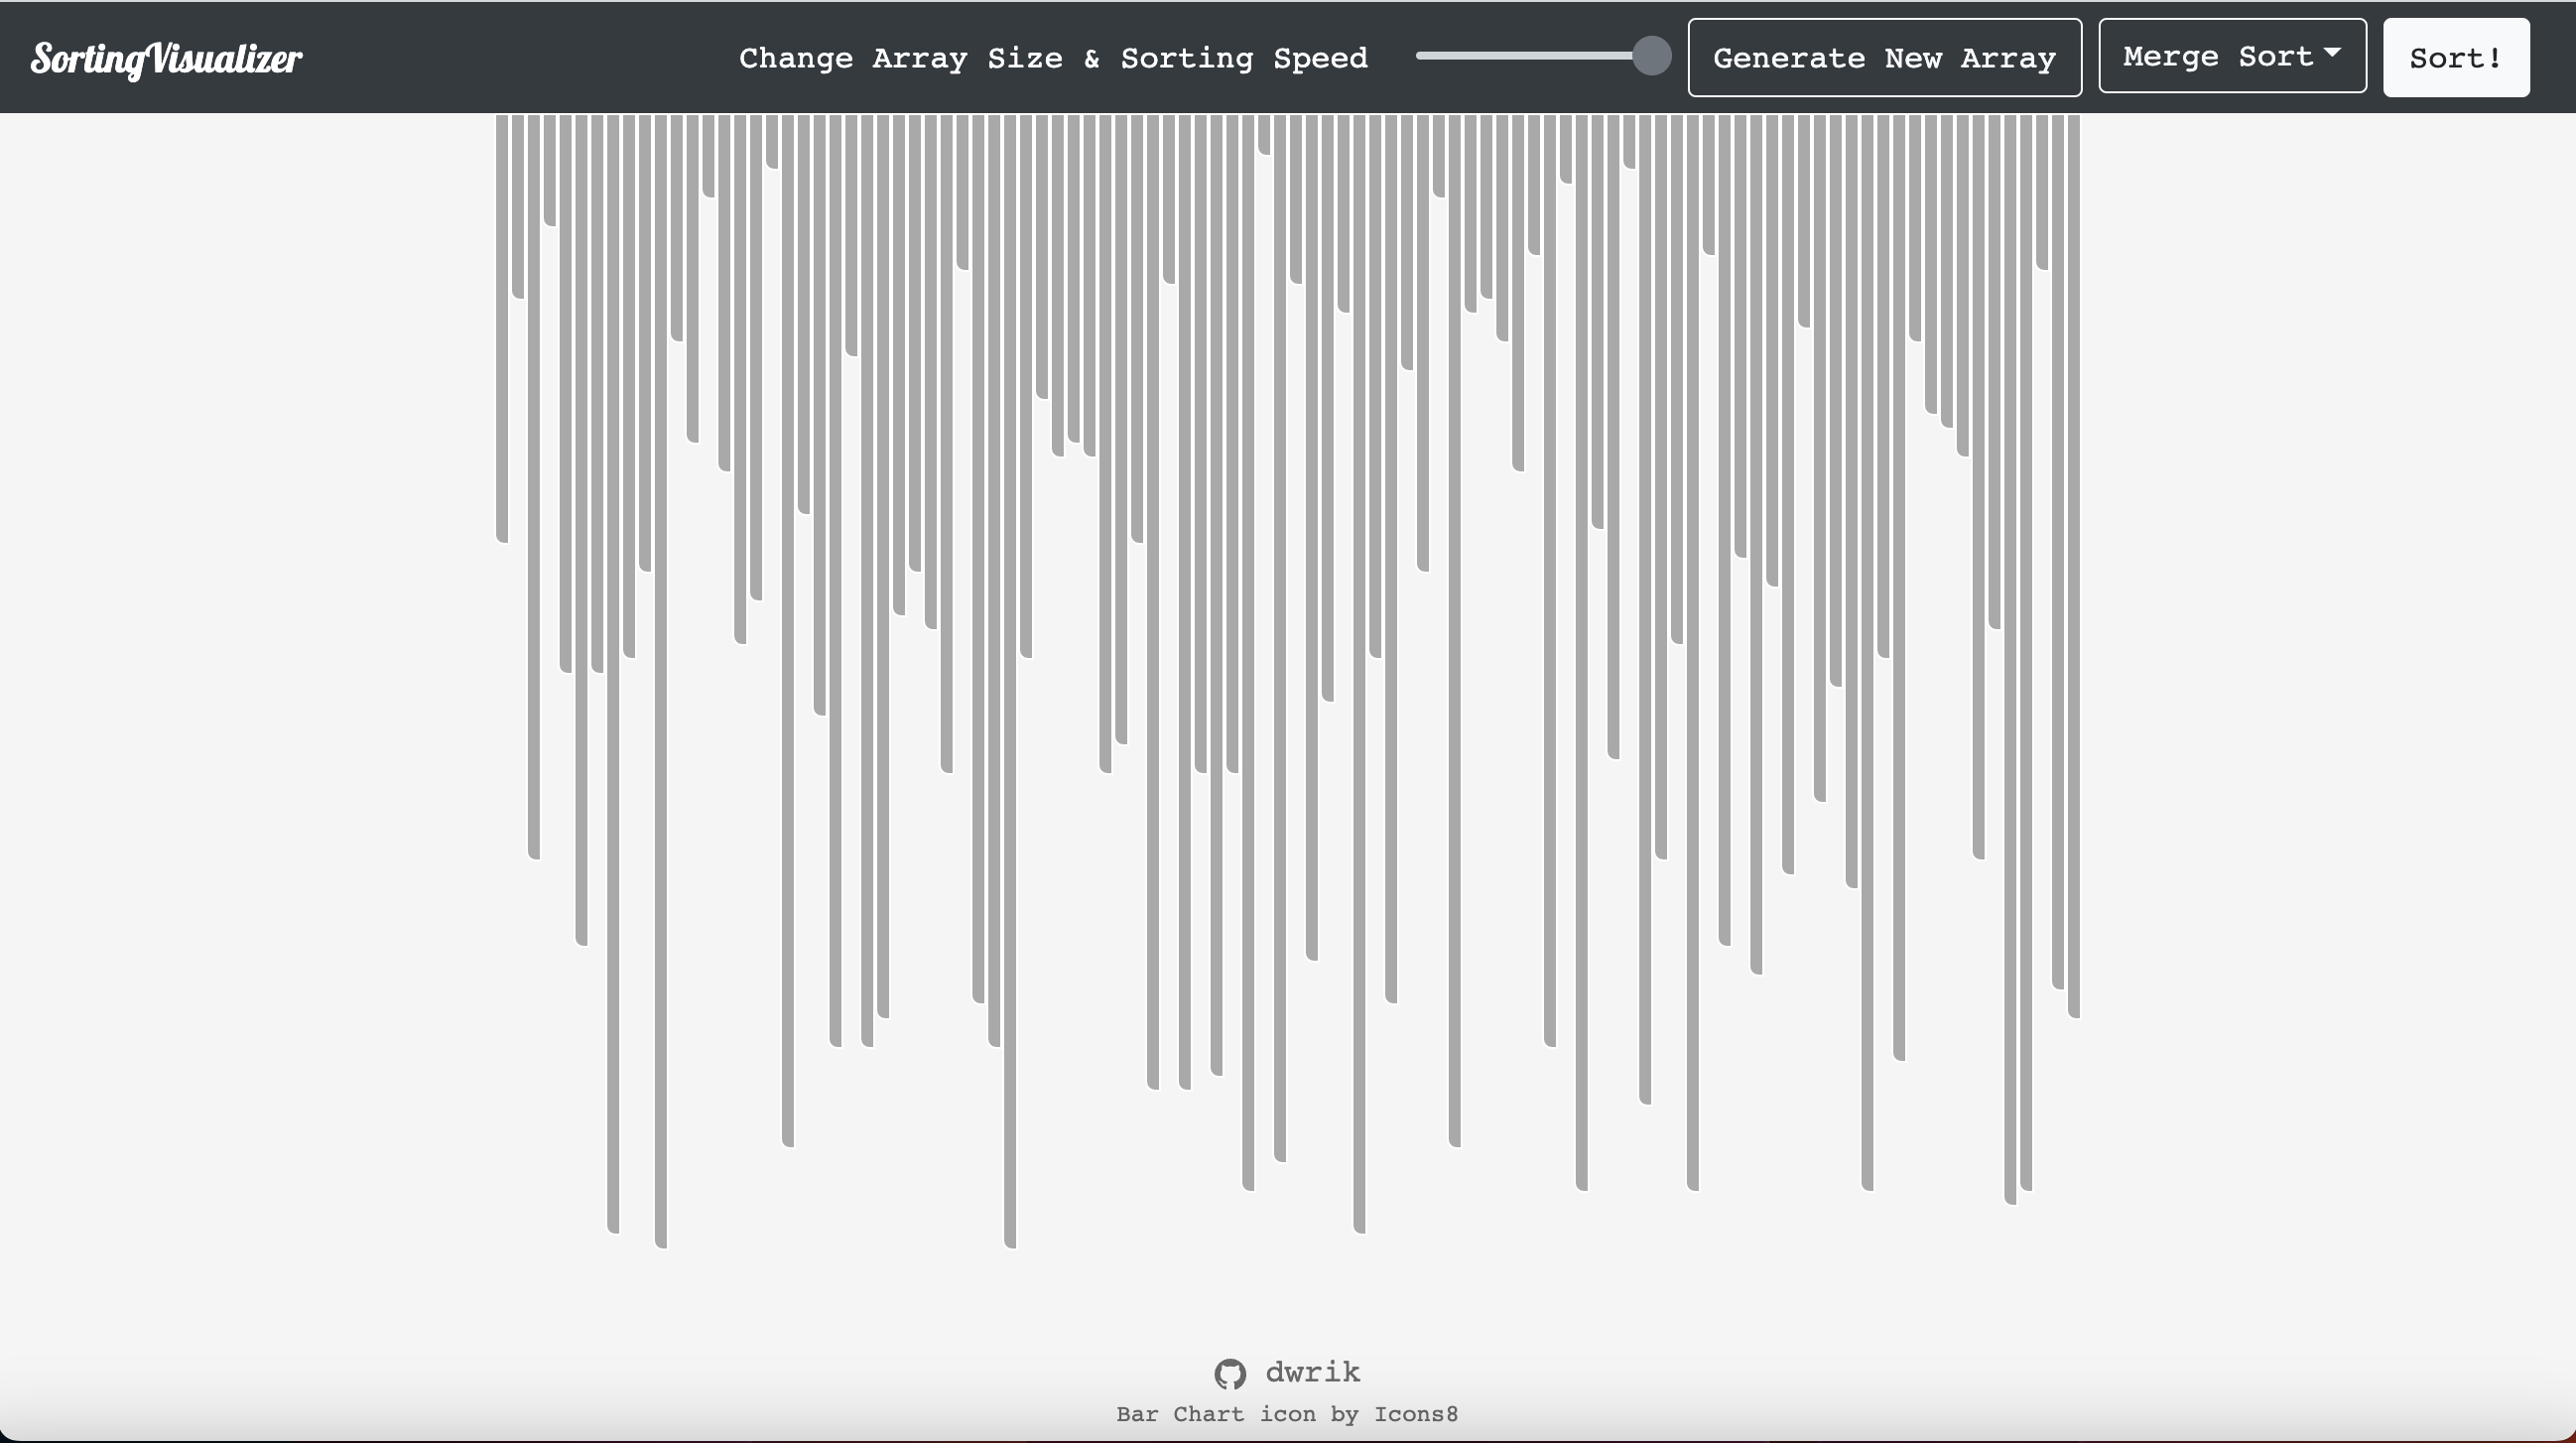 SortingVisualizer
Change Array Size & Sorting Speed
Generate New Array
Merge Sort
Sort!
dwrik
Bar Chart icon by Icons8